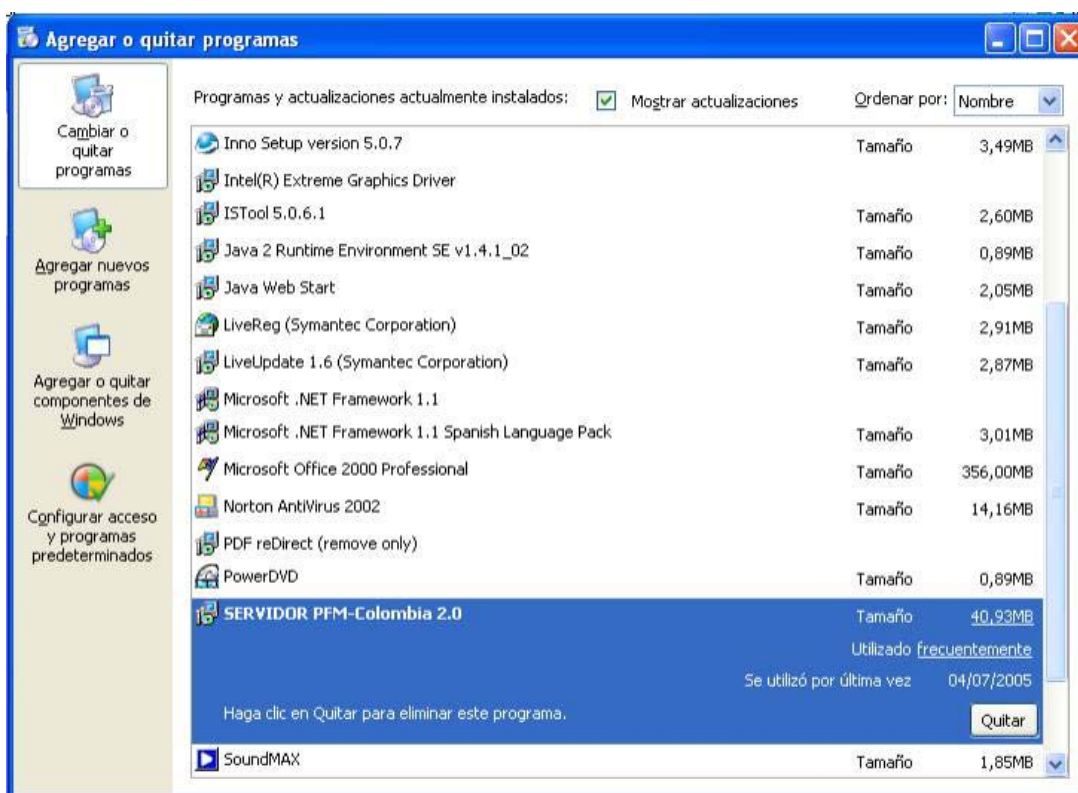 Agregar o quitar programas
Cambiar o
quitar
programas
Agregar nuevos
programas
Agregar o quitar
componentes de
Windows
Configurar acceso
y programas
predeterminados
Programas y actualizaciones actualmente instalados: Mostrar actualizaciones Ordenar por: Nombre
Inno Setup version 5.0.7 Tamaño 3,49MB
Intel(R) Extreme Graphics Driver
ISTool 5.0.6.1 Tamaño 2,60MB
Java 2 Runtime Environment SE v1.4.1_02 Tamaño 0,89MB
Java Web Start Tamaño 2,05MB
LiveReg (Symantec Corporation) Tamaño 2,91MB
LiveUpdate 1.6 (Symantec Corporation) Tamaño 2,87MB
Microsoft .NET Framework 1.1
Microsoft .NET Framework 1.1 Spanish Language Pack Tamaño 3,01MB
Microsoft Office 2000 Professional Tamaño 356,00MB
Norton AntiVirus 2002 Tamaño 14,16MB
PDF reDirect (remove only)
PowerDVD Tamaño 0,89MB
SERVIDOR PFM-Colombia 2.0 Tamaño 40,93MB
Utilizado frecuentemente
Se utilizó por última vez 04/07/2005
Haga clic en Quitar para eliminar este programa. Quitar
SoundMAX Tamaño 1,85MB